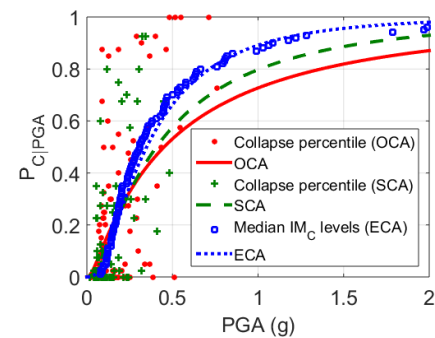 1
0.8
0.6
0.4
0.2
0
P_C|PGA
Collapse percentile (OCA)
OCA
Collapse percentile (SCA)
SCA
Median IM_C levels (ECA)
ECA
0 0.5 1 1.5 2
PGA (g)